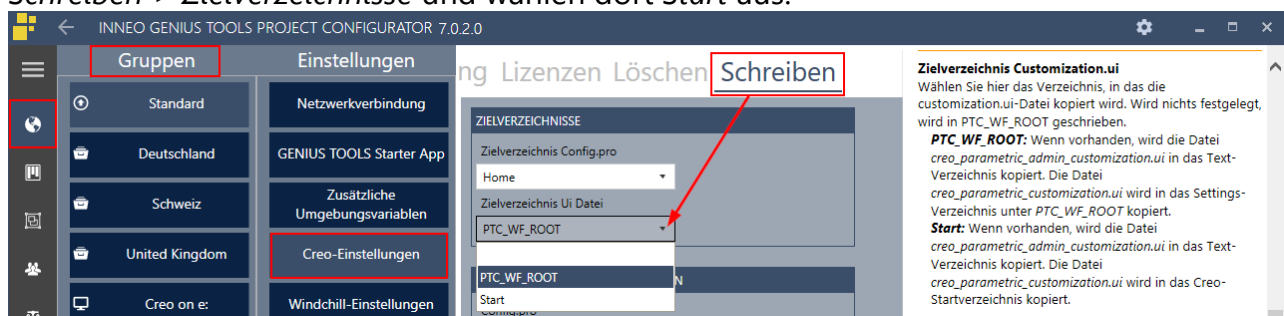 Schreiben > Zielverzeichnisse und wählen dort Start aus.
INNEO GENIUS TOOLS PROJECT CONFIGURATOR 7.0.2.0
Gruppen
Standard
Deutschland
Schweiz
United Kingdom
Creo on e:
Einstellungen
Netzwerkverbindung
GENIUS TOOLS Starter App
Zusätzliche
Umgebungsvariablen
Creo-Einstellungen
Windchill-Einstellungen
ng Lizenzen Löschen Schreiben
ZIELVERZEICHNISSE
Zielverzeichnis Config.pro
Home
Zielverzeichnis Ui Datei
PTC_WF_ROOT
PTC_WF_ROOT
N
Start
Config.pro
Zielverzeichnis Customization.ui
Wählen Sie hier das Verzeichnis, in das die
customization.ui-Datei kopiert wird. Wird nichts festgelegt,
wird in PTC_WF_ROOT geschrieben.
PTC_WF_ROOT: Wenn vorhanden, wird die Datei
creo_parametric_admin_customization.ui in das Text-
Verzeichnis kopiert. Die Datei
creo_parametric_customization.ui wird in das Settings-
Verzeichnis unter PTC_WF_ROOT kopiert.
Start: Wenn vorhanden, wird die Datei
creo_parametric_admin_customization.ui in das Text-
Verzeichnis kopiert. Die Datei
creo_parametric_customization.ui wird in das Creo-
Startverzeichnis kopiert.